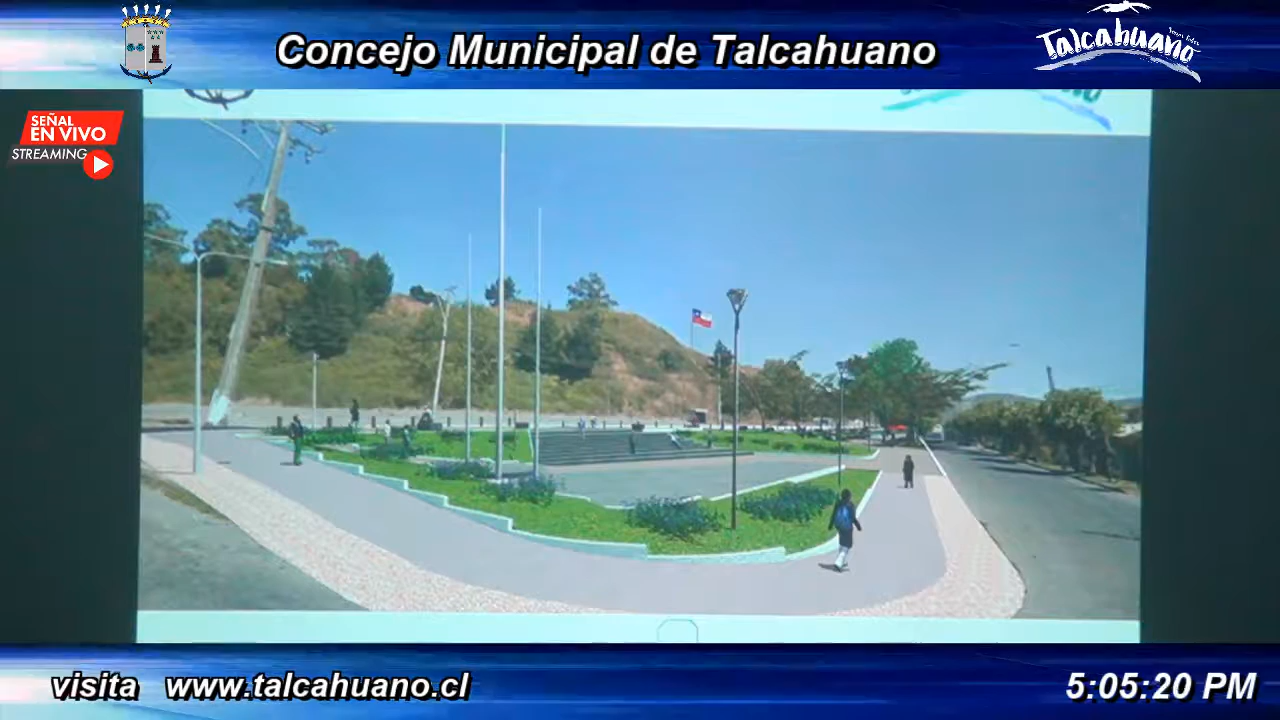 Concejo Municipal de Talcahuano
Talcahuano
SEÑAL
EN VIVO
STREAMING
visita www.talcahuano.cl
5:05:20 PM